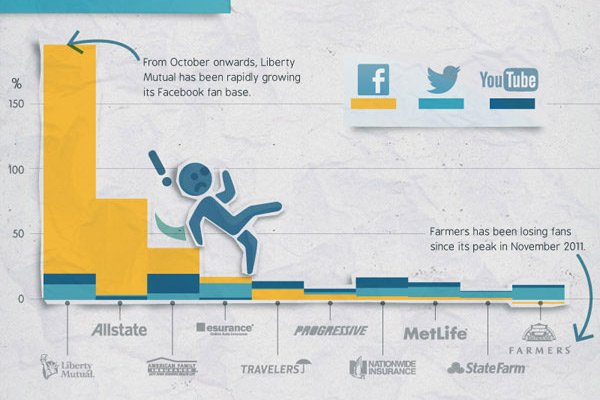 From October onwards, Liberty
Mutual has been rapidly growing
its Facebook fan base.
%
f
YouTube
150
100
50
0
Farmers has been losing fans
since its peak in November 2011.
Allstate
esurance
PROGRESSIVE
MetLife
FARMERS
Liberty
Mutual.
AMERICAN FAMILY
TRAVELERS
NATIONWIDE
INSURANCE
StateFarm